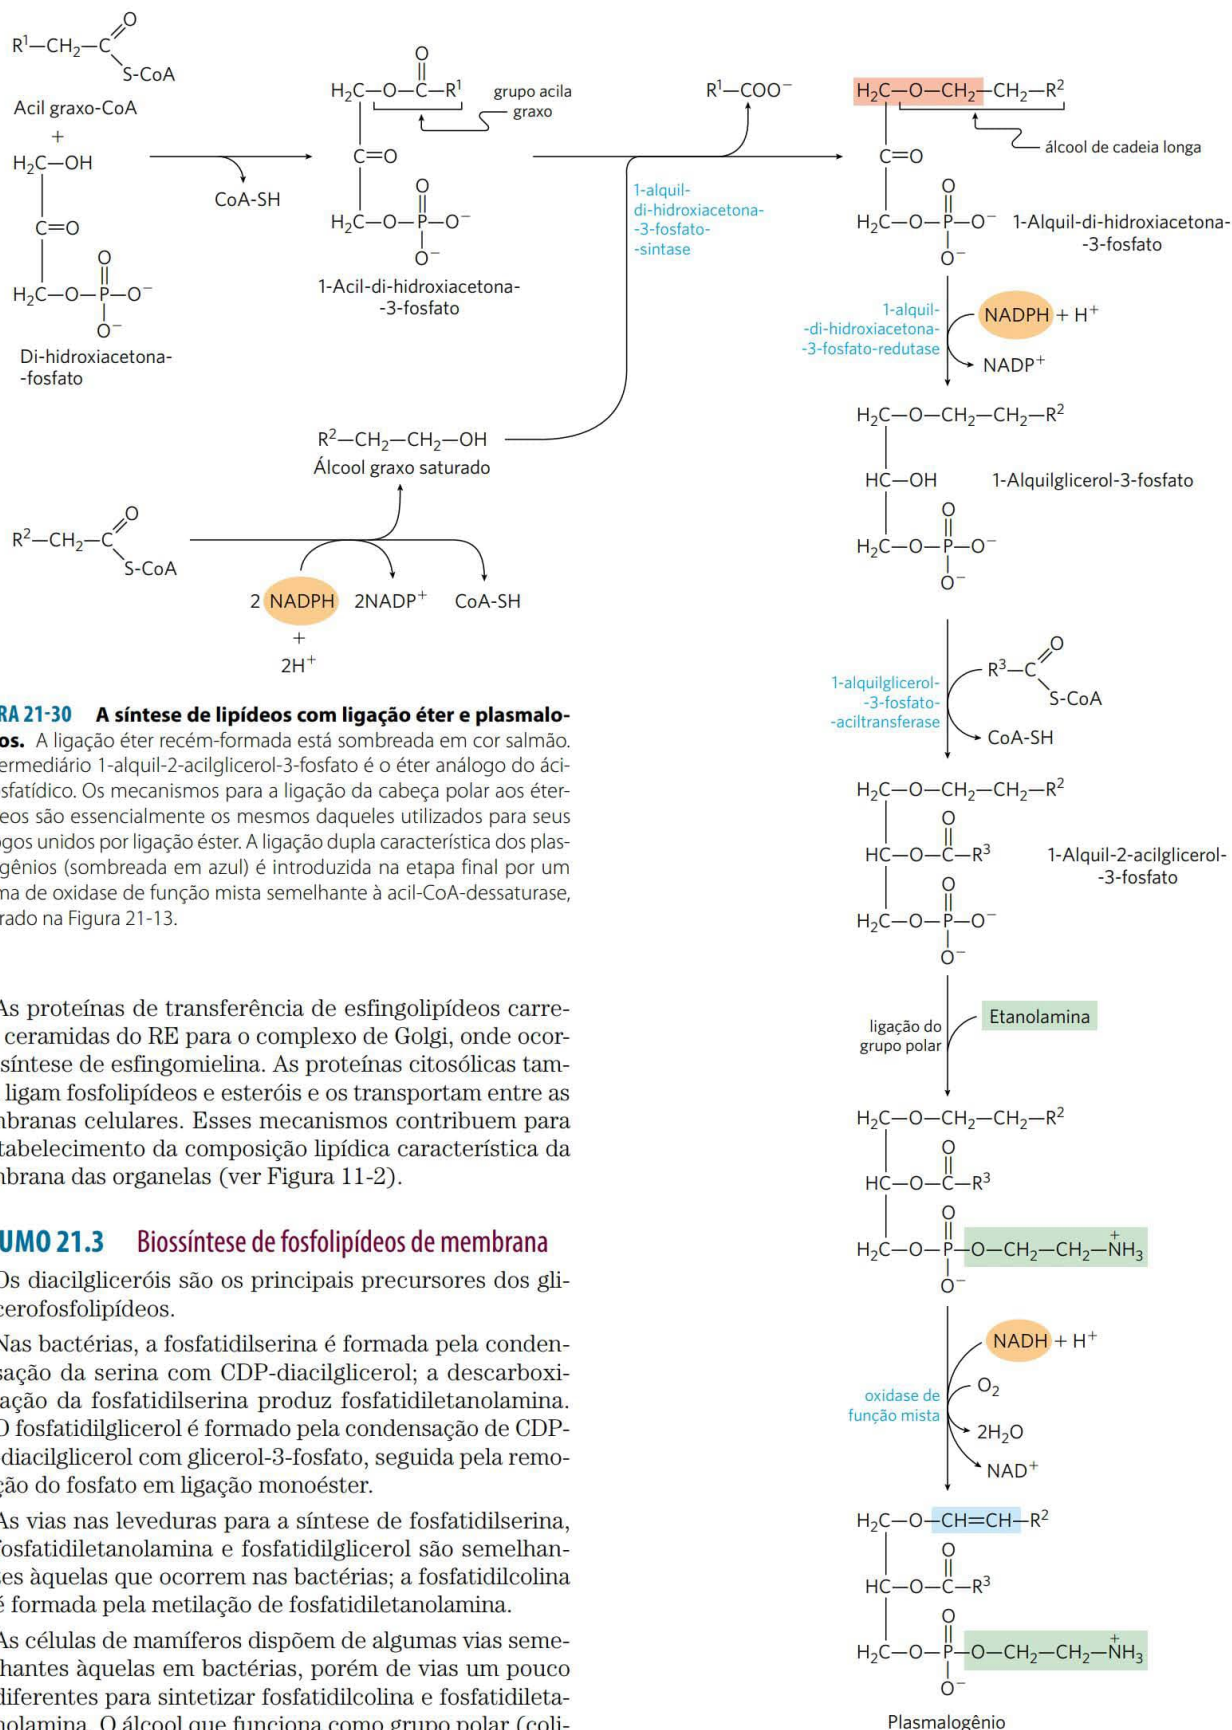 R¹—CH₂—C
O
S-CoA
Acil graxo-CoA
+
H₂C—OH
C=O
O
H₂C—O—P—O⁻
O⁻
Di-hidroxiacetona-
-fosfato
CoA-SH
O
H₂C—O—C—R¹
grupo acila
graxo
C=O
O
H₂C—O—P—O⁻
O⁻
1-Acil-di-hidroxiacetona-
-3-fosfato
R¹—COO⁻
1-alquil-
di-hidroxiacetona-
-3-fosfato-
-sintase
H₂C—O—CH₂—CH₂—R²
álcool de cadeia longa
C=O
O
H₂C—O—P—O⁻
O⁻
1-Alquil-di-hidroxiacetona-
-3-fosfato
R²—CH₂—CH₂—OH
Álcool graxo saturado
R²—CH₂—C
O
S-CoA
2 NADPH
+
2H⁺
2NADP⁺
CoA-SH
1-alquil-
-di-hidroxiacetona-
-3-fosfato-redutase
NADPH + H⁺
NADP⁺
H₂C—O—CH₂—CH₂—R²
HC—OH
1-Alquilglicerol-3-fosfato
O
H₂C—O—P—O⁻
O⁻
1-alquilglicerol-
-3-fosfato-
-aciltransferase
O
R³—C
S-CoA
CoA-SH
H₂C—O—CH₂—CH₂—R²
O
HC—O—C—R³
1-Alquil-2-acilglicerol-
-3-fosfato
O
H₂C—O—P—O⁻
O⁻
ligação do
grupo polar
Etanolamina
H₂C—O—CH₂—CH₂—R²
O
HC—O—C—R³
O
H₂C—O—P—O—CH₂—CH₂—N⁺H₃
O⁻
oxidase de
função mista
NADH + H⁺
O₂
2H₂O
NAD⁺
H₂C—O—CH=CH—R²
O
HC—O—C—R³
O
H₂C—O—P—O—CH₂—CH₂—N⁺H₃
O⁻
Plasmalogênio
RA 21-30 A síntese de lipídeos com ligação éter e plasmalo-
os. A ligação éter recém-formada está sombreada em cor salmão.
ermediário 1-alquil-2-acilglicerol-3-fosfato é o éter análogo do áci-
sfatídico. Os mecanismos para a ligação da cabeça polar aos éter-
eos são essencialmente os mesmos daqueles utilizados para seus
ogos unidos por ligação éster. A ligação dupla característica dos plas-
gênios (sombreada em azul) é introduzida na etapa final por um
ma de oxidase de função mista semelhante à acil-CoA-dessaturase,
rado na Figura 21-13.
As proteínas de transferência de esfingolipídeos carre-
ceramidas do RE para o complexo de Golgi, onde ocor-
síntese de esfingomielina. As proteínas citosólicas tam-
ligam fosfolipídeos e esteróis e os transportam entre as
mbranas celulares. Esses mecanismos contribuem para
tabelecimento da composição lipídica característica da
mbrana das organelas (ver Figura 11-2).
UMO 21.3 Biossíntese de fosfolipídeos de membrana
Os diacilgliceróis são os principais precursores dos gli-
cerofosfolipídeos.
Nas bactérias, a fosfatidilserina é formada pela conden-
sação da serina com CDP-diacilglicerol; a descarboxi-
ação da fosfatidilserina produz fosfatidiletanolamina.
O fosfatidilglicerol é formado pela condensação de CDP-
-diacilglicerol com glicerol-3-fosfato, seguida pela remo-
ção do fosfato em ligação monoéster.
As vias nas leveduras para a síntese de fosfatidilserina,
fosfatidiletanolamina e fosfatidilglicerol são semelhan-
tes àquelas que ocorrem nas bactérias; a fosfatidilcolina
é formada pela metilação de fosfatidiletanolamina.
As células de mamíferos dispõem de algumas vias seme-
lhantes àquelas em bactérias, porém de vias um pouco
diferentes para sintetizar fosfatidilcolina e fosfatidileta-
nolamina. O álcool que funciona como grupo polar (coli-